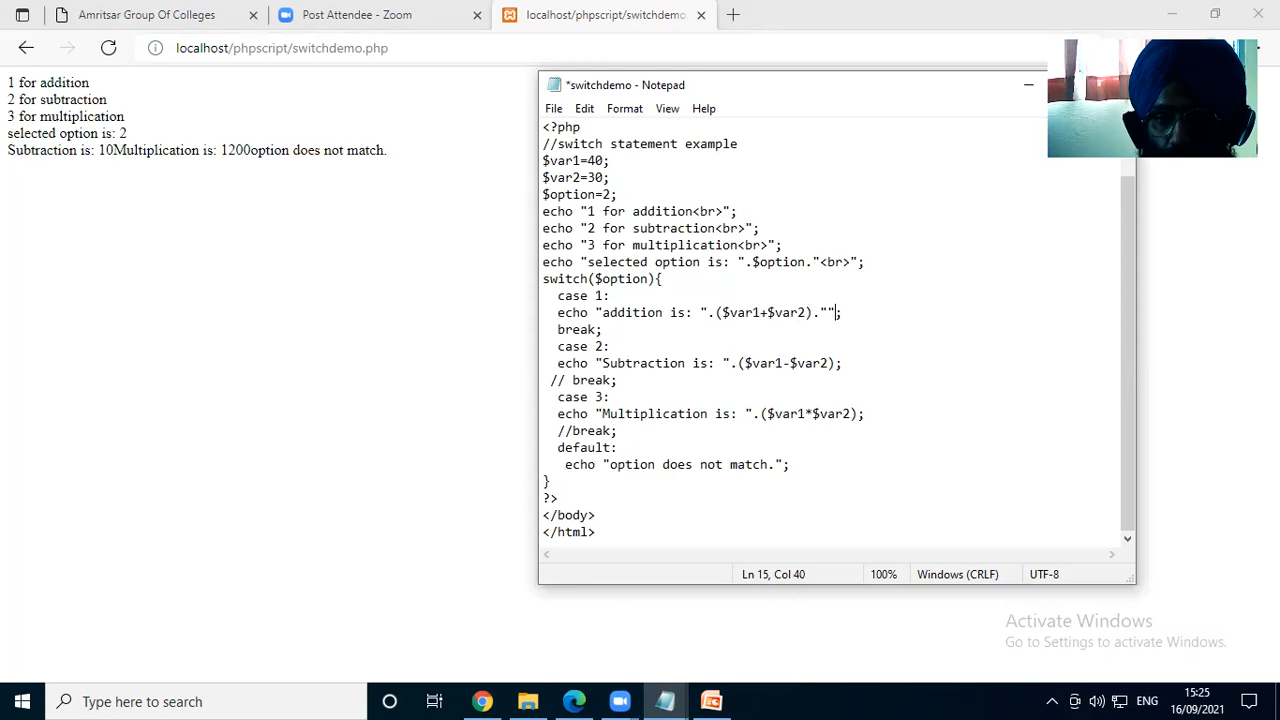 Amritsar Group Of Colleges
Post Attendee - Zoom
localhost/phpscript/switchdemo
localhost/phpscript/switchdemo.php
1 for addition
2 for subtraction
3 for multiplication
selected option is: 2
Subtraction is: 10Multiplication is: 1200option does not match.
*switchdemo - Notepad
File Edit Format View Help
<?php
//switch statement example
$var1=40;
$var2=30;
$option=2;
echo "1 for addition<br>";
echo "2 for subtraction<br>";
echo "3 for multiplication<br>";
echo "selected option is: ".$option."<br>";
switch($option){
case 1:
echo "addition is: ".($var1+$var2)."";
break;
case 2:
echo "Subtraction is: ".($var1-$var2);
// break;
case 3:
echo "Multiplication is: ".($var1*$var2);
//break;
default:
echo "option does not match.";
}
?>
</body>
</html>
Ln 15, Col 40
100%
Windows (CRLF)
UTF-8
Activate Windows
Go to Settings to activate Windows.
Type here to search
ENG
15:25
16/09/2021